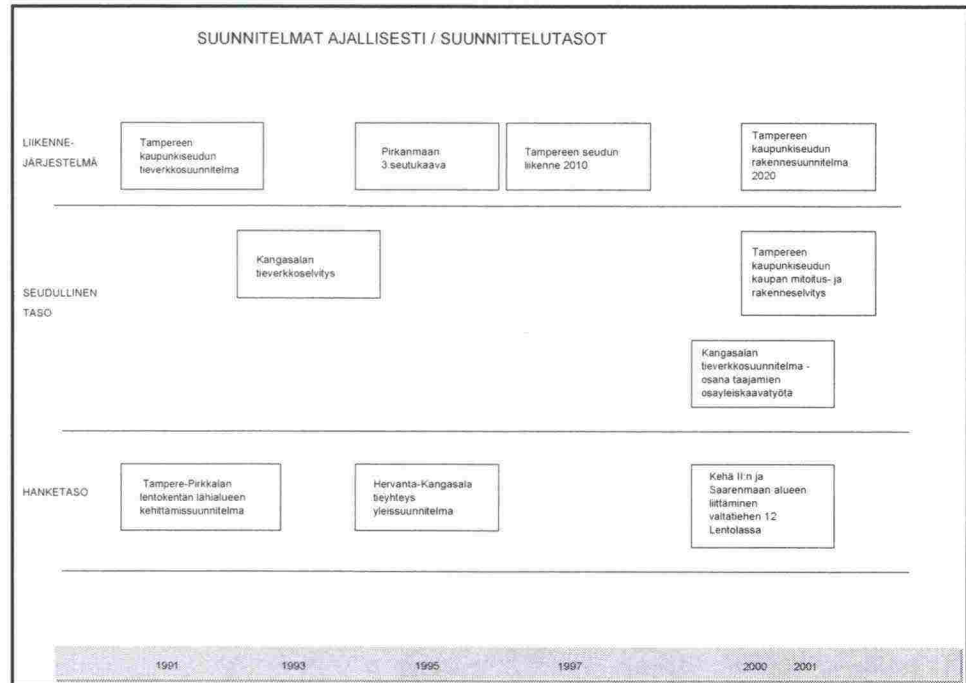 SUUNNITELMAT AJALLISESTI / SUUNNITTELUTASOT
LIIKENNE-
JÄRJESTELMÄ
Tampereen
kaupunkiseudun
tieverkkosuunnitelma
Pirkanmaan
3.seutukaava
Tampereen seudun
liikenne 2010
Tampereen
kaupunkiseudun
rakennesuunnitelma
2020
SEUDULLINEN
TASO
Kangasalan
tieverkkoselvitys
Tampereen
kaupunkiseudun
kaupan mitoitus- ja
rakenneselvitys
Kangasalan
tieverkkosuunnitelma -
osana taajamien
osayleiskaavatyötä
HANKETASO
Tampere-Pirkkalan
lentokentän lähialueen
kehittämissuunnitelma
Hervanta-Kangasala
tieyhteys
yleissuunnitelma
Kehä II:n ja
Saarenmaan alueen
liittäminen
valtatiehen 12
Lentolassa
1991 1993 1995 1997 2000 2001